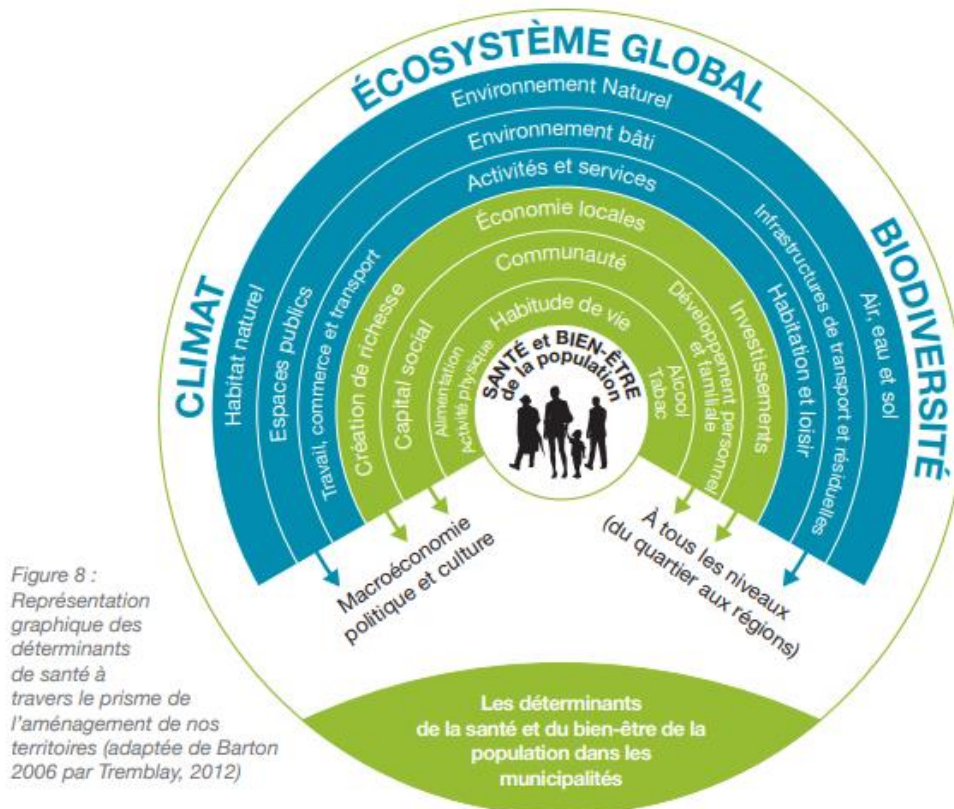 ÉCOSYSTÈME GLOBAL
CLIMAT
BIODIVERSITÉ
Environnement Naturel
Habitat naturel
Air, eau et sol
Environnement bâti
Espaces publics
Infrastructures de transport et résiduelles
Activités et services
Travail, commerce et transport
Habitation et loisir
Économie locales
Création de richesse
Investissements
Communauté
Capital social
Développement personnel
et familiale
Habitude de vie
Alimentation
Activité physique
Alcool
Tabac
SANTÉ et BIEN-ÊTRE
de la population
Macroéconomie
politique et culture
À tous les niveaux
(du quartier aux régions)
Figure 8 :
Représentation
graphique des
déterminants
de santé à
travers le prisme de
l'aménagement de nos
territoires (adaptée de Barton
2006 par Tremblay, 2012)
Les déterminants
de la santé et du bien-être de la
population dans les
municipalités